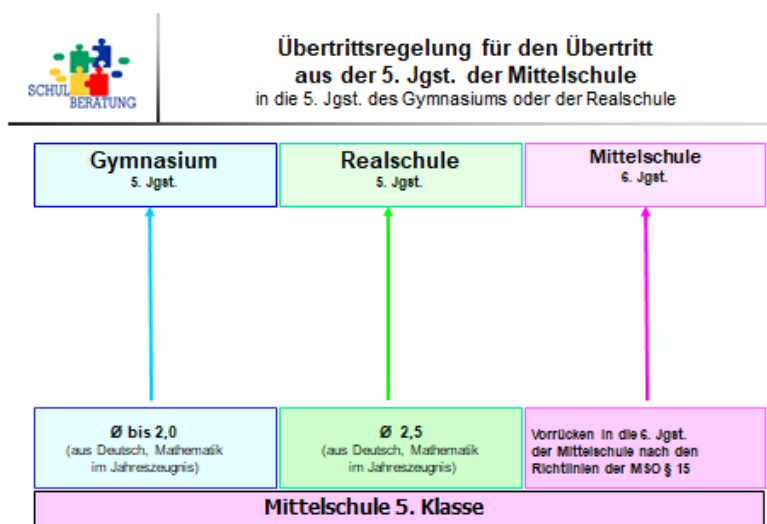 SCHUL
BERATUNG
Übertrittsregelung für den Übertritt
aus der 5. Jgst. der Mittelschule
in die 5. Jgst. des Gymnasiums oder der Realschule
Gymnasium
5. Jgst.
Realschule
5. Jgst.
Mittelschule
6. Jgst.
Ø bis 2,0
(aus Deutsch, Mathematik
im Jahreszeugnis)
Ø 2,5
(aus Deutsch, Mathematik
im Jahreszeugnis)
Vorrücken in die 6. Jgst.
der Mittelschule nach den
Richtlinien der MSO § 15
Mittelschule 5. Klasse